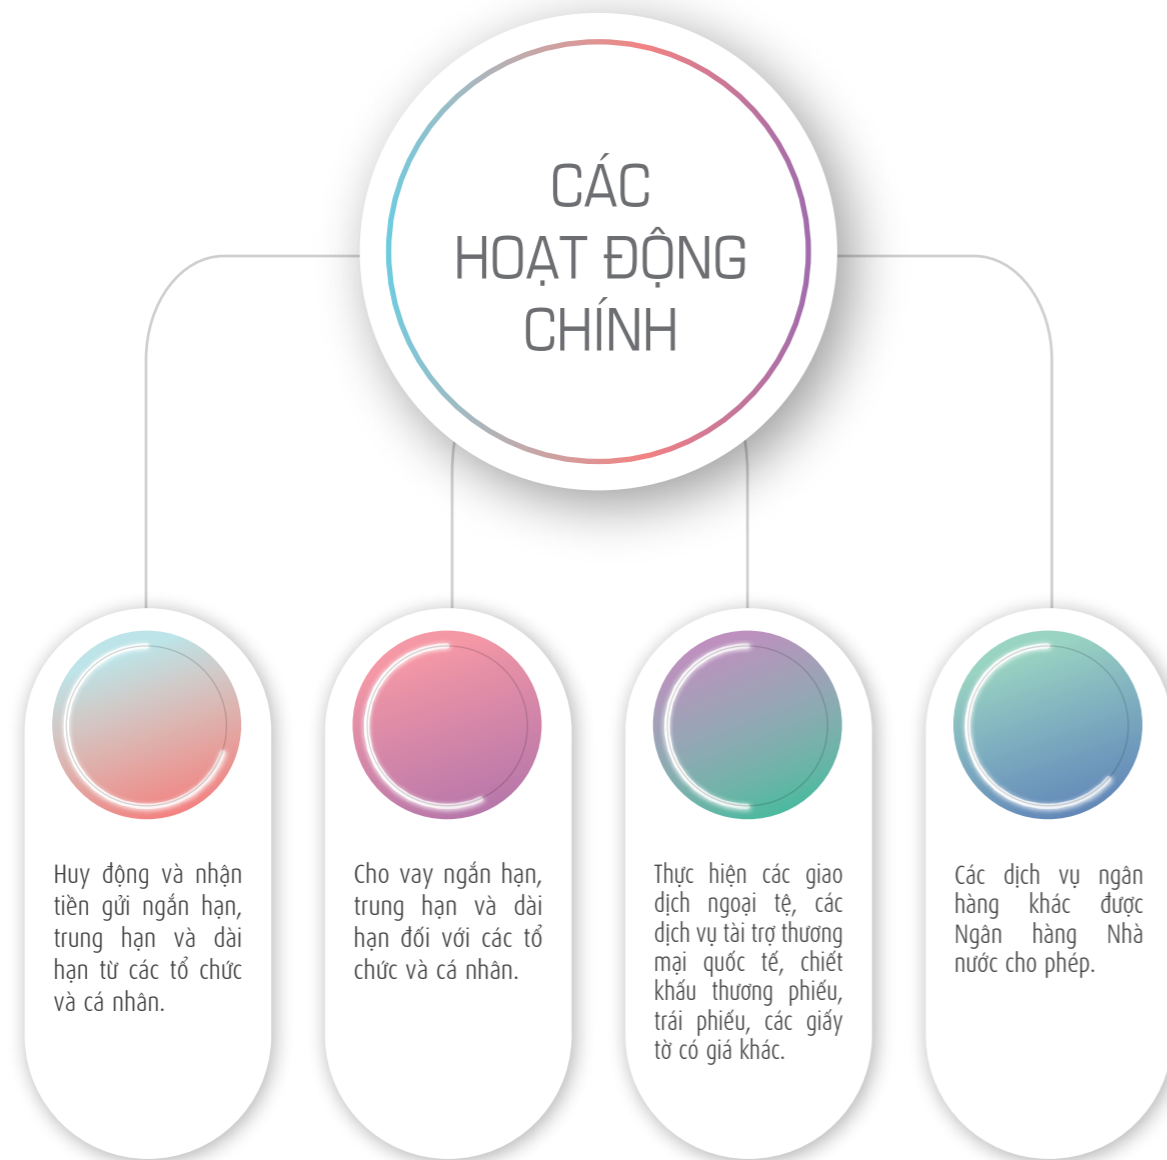 CÁC
HOẠT ĐỘNG
CHÍNH
Huy động và nhận
tiền gửi ngắn hạn,
trung hạn và dài
hạn từ các tổ chức
và cá nhân.
Cho vay ngắn hạn,
trung hạn và dài
hạn đối với các tổ
chức và cá nhân.
Thực hiện các giao
dịch ngoại tệ, các
dịch vụ tài trợ thương
mại quốc tế, chiết
khấu thương phiếu,
trái phiếu, các giấy
tờ có giá khác.
Các dịch vụ ngân
hàng khác được
Ngân hàng Nhà
nước cho phép.